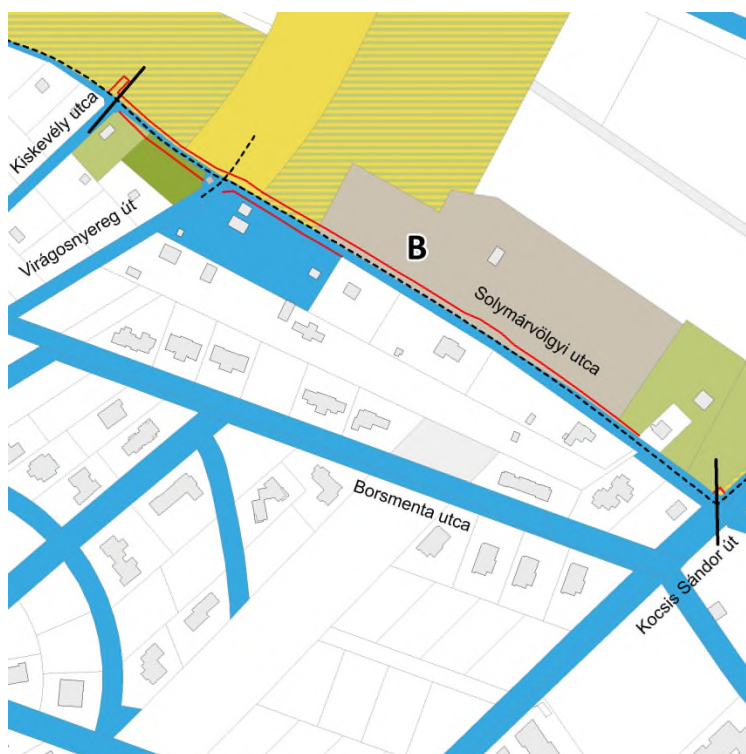 Kiskevély utca
Virágosnyereg út
B
Solymárvölgyi utca
Borsmenta utca
Kocsis Sándor út